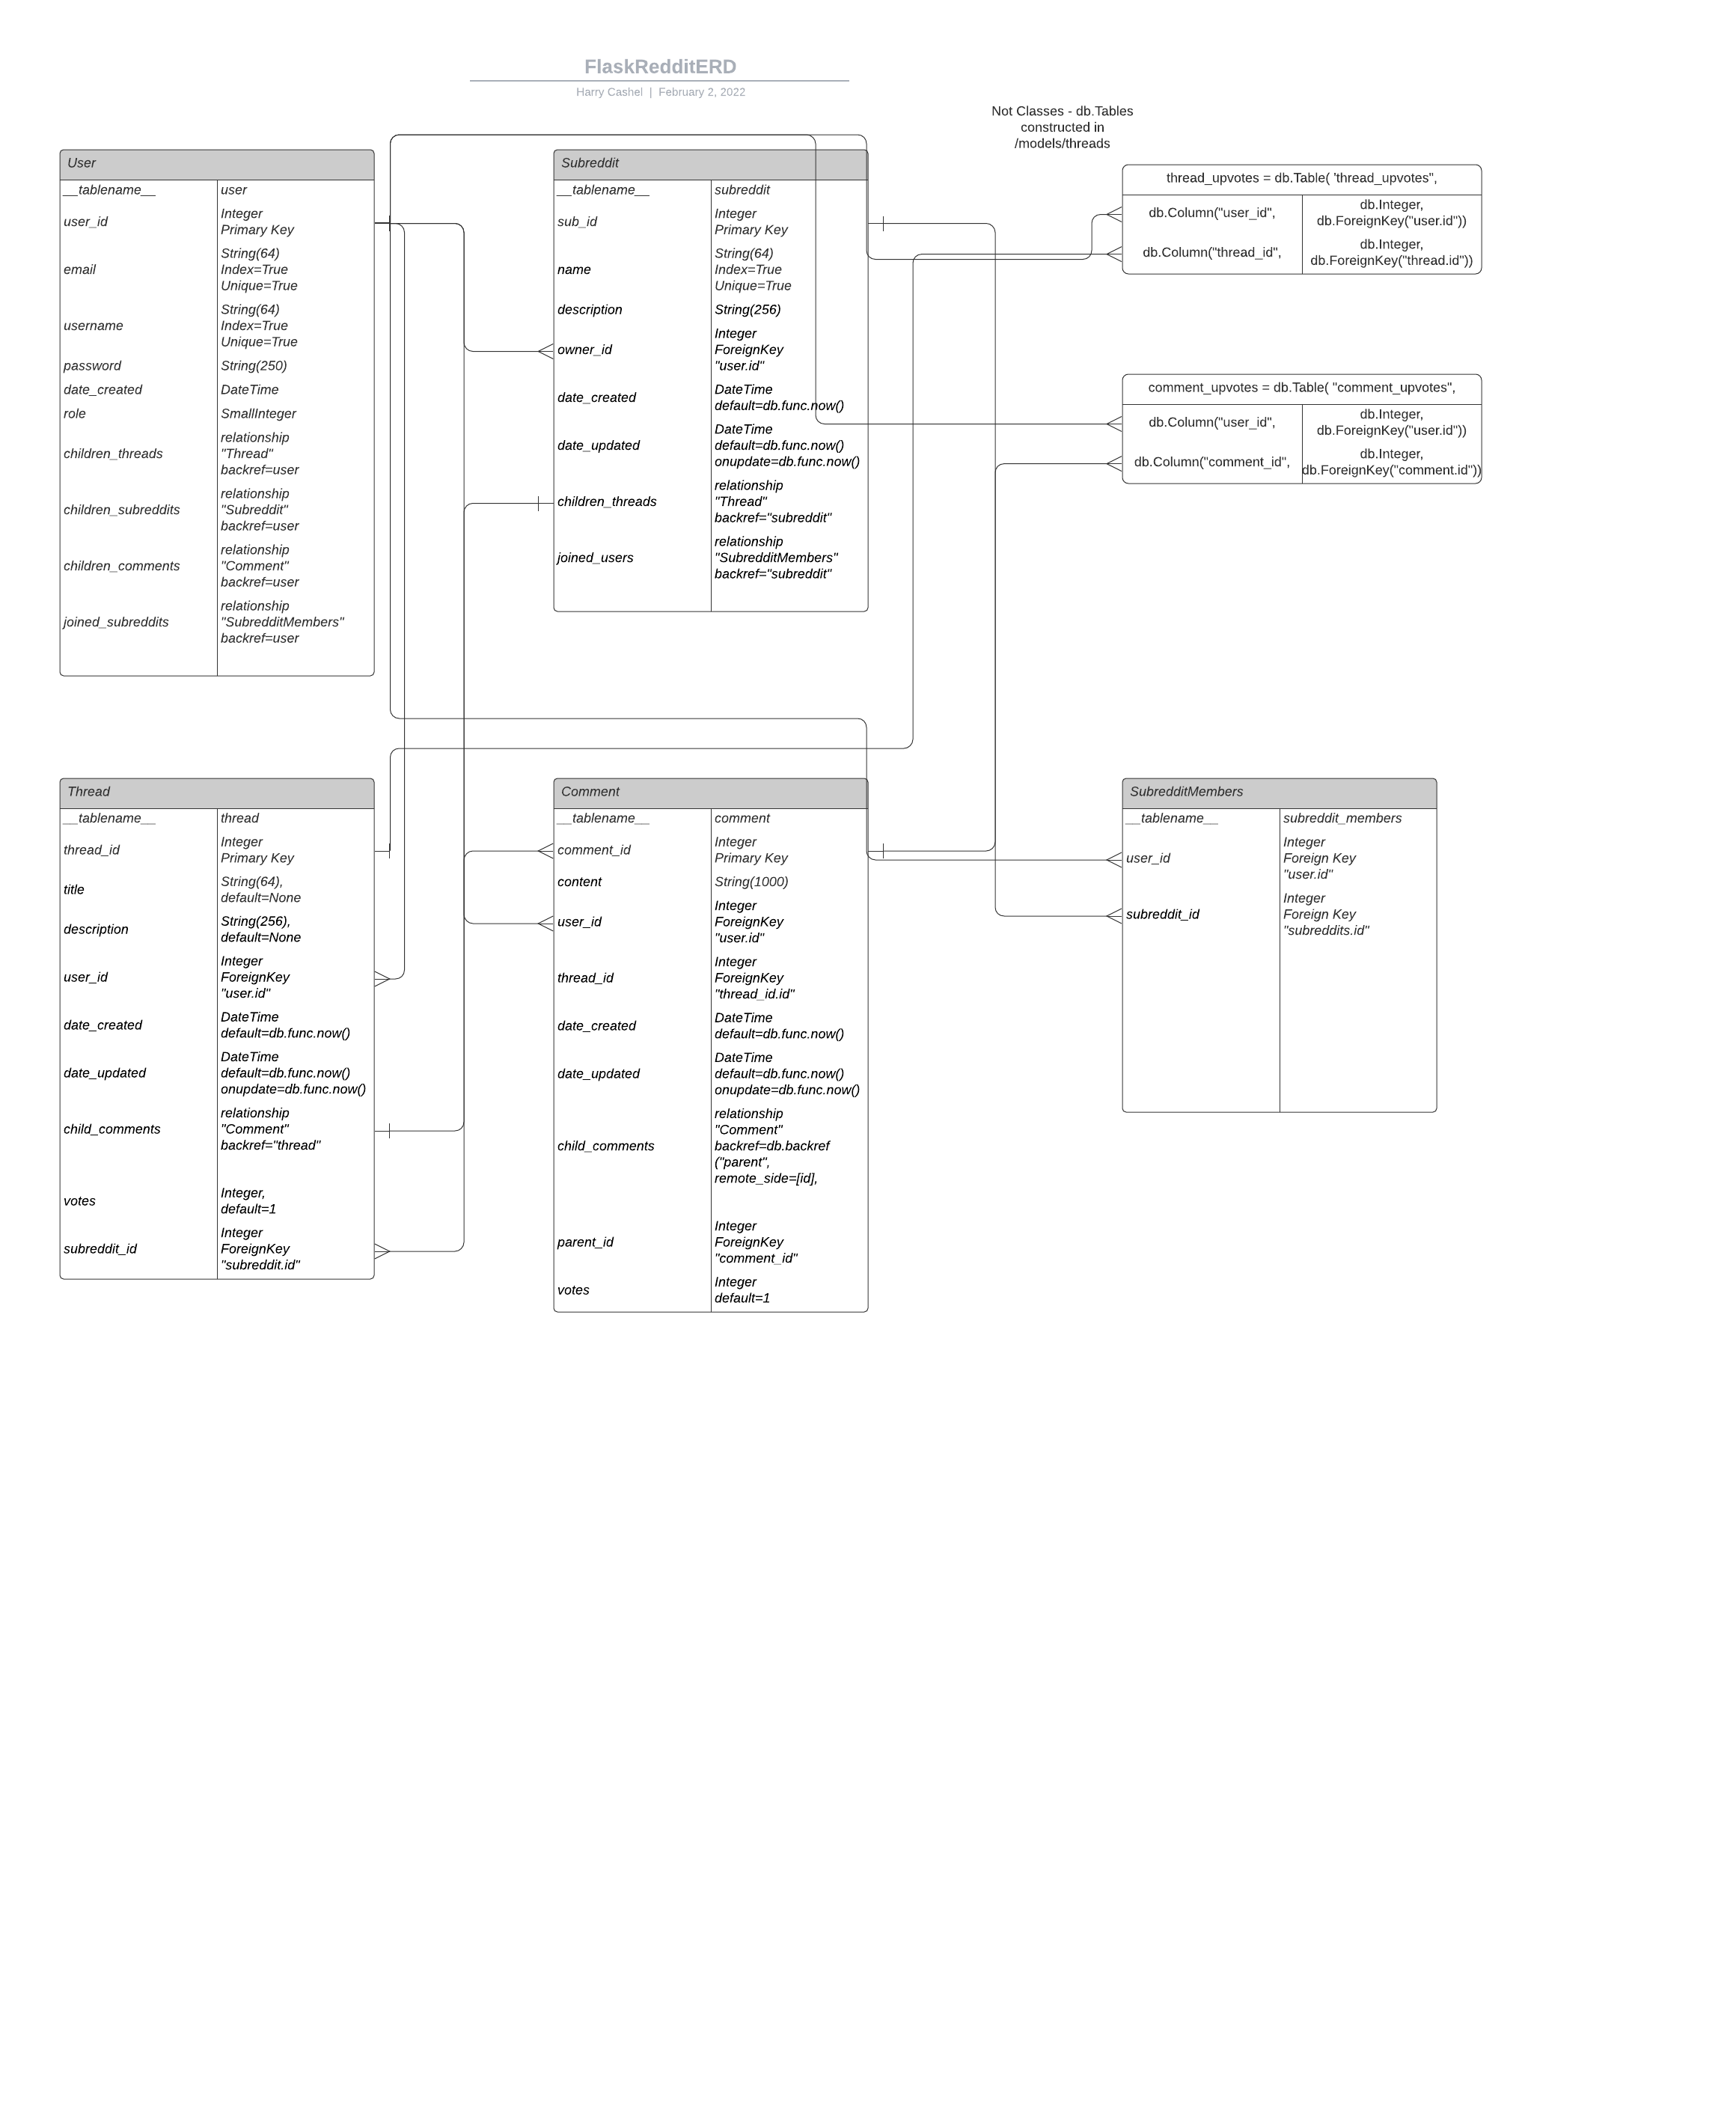 FlaskRedditERD
Harry Cashel | February 2, 2022
Not Classes - db.Tables
constructed in
/models/threads
User
__tablename__
user
user_id
Integer
Primary Key
email
String(64)
Index=True
Unique=True
username
String(64)
Index=True
Unique=True
password
String(250)
date_created
DateTime
role
SmallInteger
children_threads
relationship
"Thread"
backref=user
children_subreddits
relationship
"Subreddit"
backref=user
children_comments
relationship
"Comment"
backref=user
joined_subreddits
relationship
"SubredditMembers"
backref=user
Subreddit
__tablename__
subreddit
sub_id
Integer
Primary Key
name
String(64)
Index=True
Unique=True
description
String(256)
owner_id
Integer
ForeignKey
"user.id"
date_created
DateTime
default=db.func.now()
date_updated
DateTime
default=db.func.now()
onupdate=db.func.now()
children_threads
relationship
"Thread"
backref="subreddit"
joined_users
relationship
"SubredditMembers"
backref="subreddit"
thread_upvotes = db.Table( 'thread_upvotes",
db.Column("user_id",
db.Integer,
db.ForeignKey("user.id"))
db.Column("thread_id",
db.Integer,
db.ForeignKey("thread.id"))
comment_upvotes = db.Table( "comment_upvotes",
db.Column("user_id",
db.Integer,
db.ForeignKey("user.id"))
db.Column("comment_id",
db.Integer,
db.ForeignKey("comment.id"))
Thread
__tablename__
thread
thread_id
Integer
Primary Key
title
String(64),
default=None
description
String(256),
default=None
user_id
Integer
ForeignKey
"user.id"
date_created
DateTime
default=db.func.now()
date_updated
DateTime
default=db.func.now()
onupdate=db.func.now()
child_comments
relationship
"Comment"
backref="thread"
votes
Integer,
default=1
subreddit_id
Integer
ForeignKey
"subreddit.id"
Comment
__tablename__
comment
comment_id
Integer
Primary Key
content
String(1000)
user_id
Integer
ForeignKey
"user.id"
thread_id
Integer
ForeignKey
"thread_id.id"
date_created
DateTime
default=db.func.now()
date_updated
DateTime
default=db.func.now()
onupdate=db.func.now()
child_comments
relationship
"Comment"
backref=db.backref
("parent",
remote_side=[id],
parent_id
Integer
ForeignKey
"comment_id"
votes
Integer
default=1
SubredditMembers
__tablename__
subreddit_members
user_id
Integer
Foreign Key
"user.id"
subreddit_id
Integer
Foreign Key
"subreddits.id"